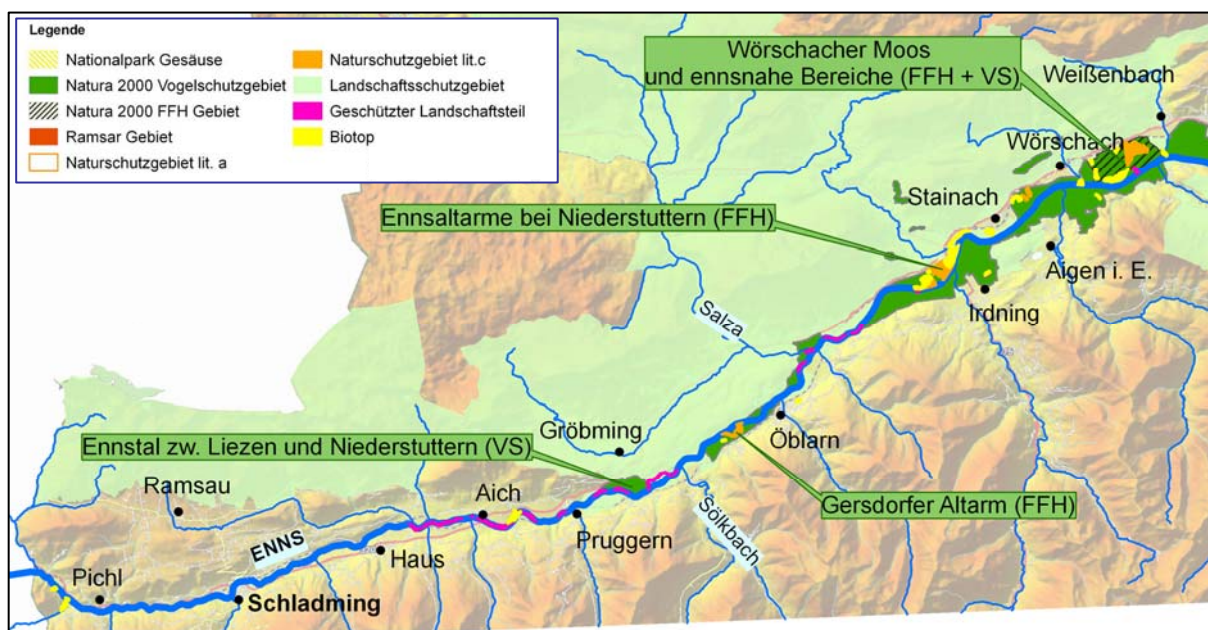 Legende
Nationalpark Gesäuse
Natura 2000 Vogelschutzgebiet
Natura 2000 FFH Gebiet
Ramsar Gebiet
Naturschutzgebiet lit. a
Naturschutzgebiet lit.c
Landschaftsschutzgebiet
Geschützter Landschaftsteil
Biotop
Wörschacher Moos
und ennsnahe Bereiche (FFH + VS)
Weißenbach
Wörschach
Stainach
Ennsaltarme bei Niederstuttern (FFH)
Aigen i. E.
Irdning
Salza
Gröbming
Öblarn
Ennstal zw. Liezen und Niederstuttern (VS)
Gersdorfer Altarm (FFH)
Ramsau
Aich
Sölkbach
Pruggern
ENNS
Haus
Pichl
Schladming